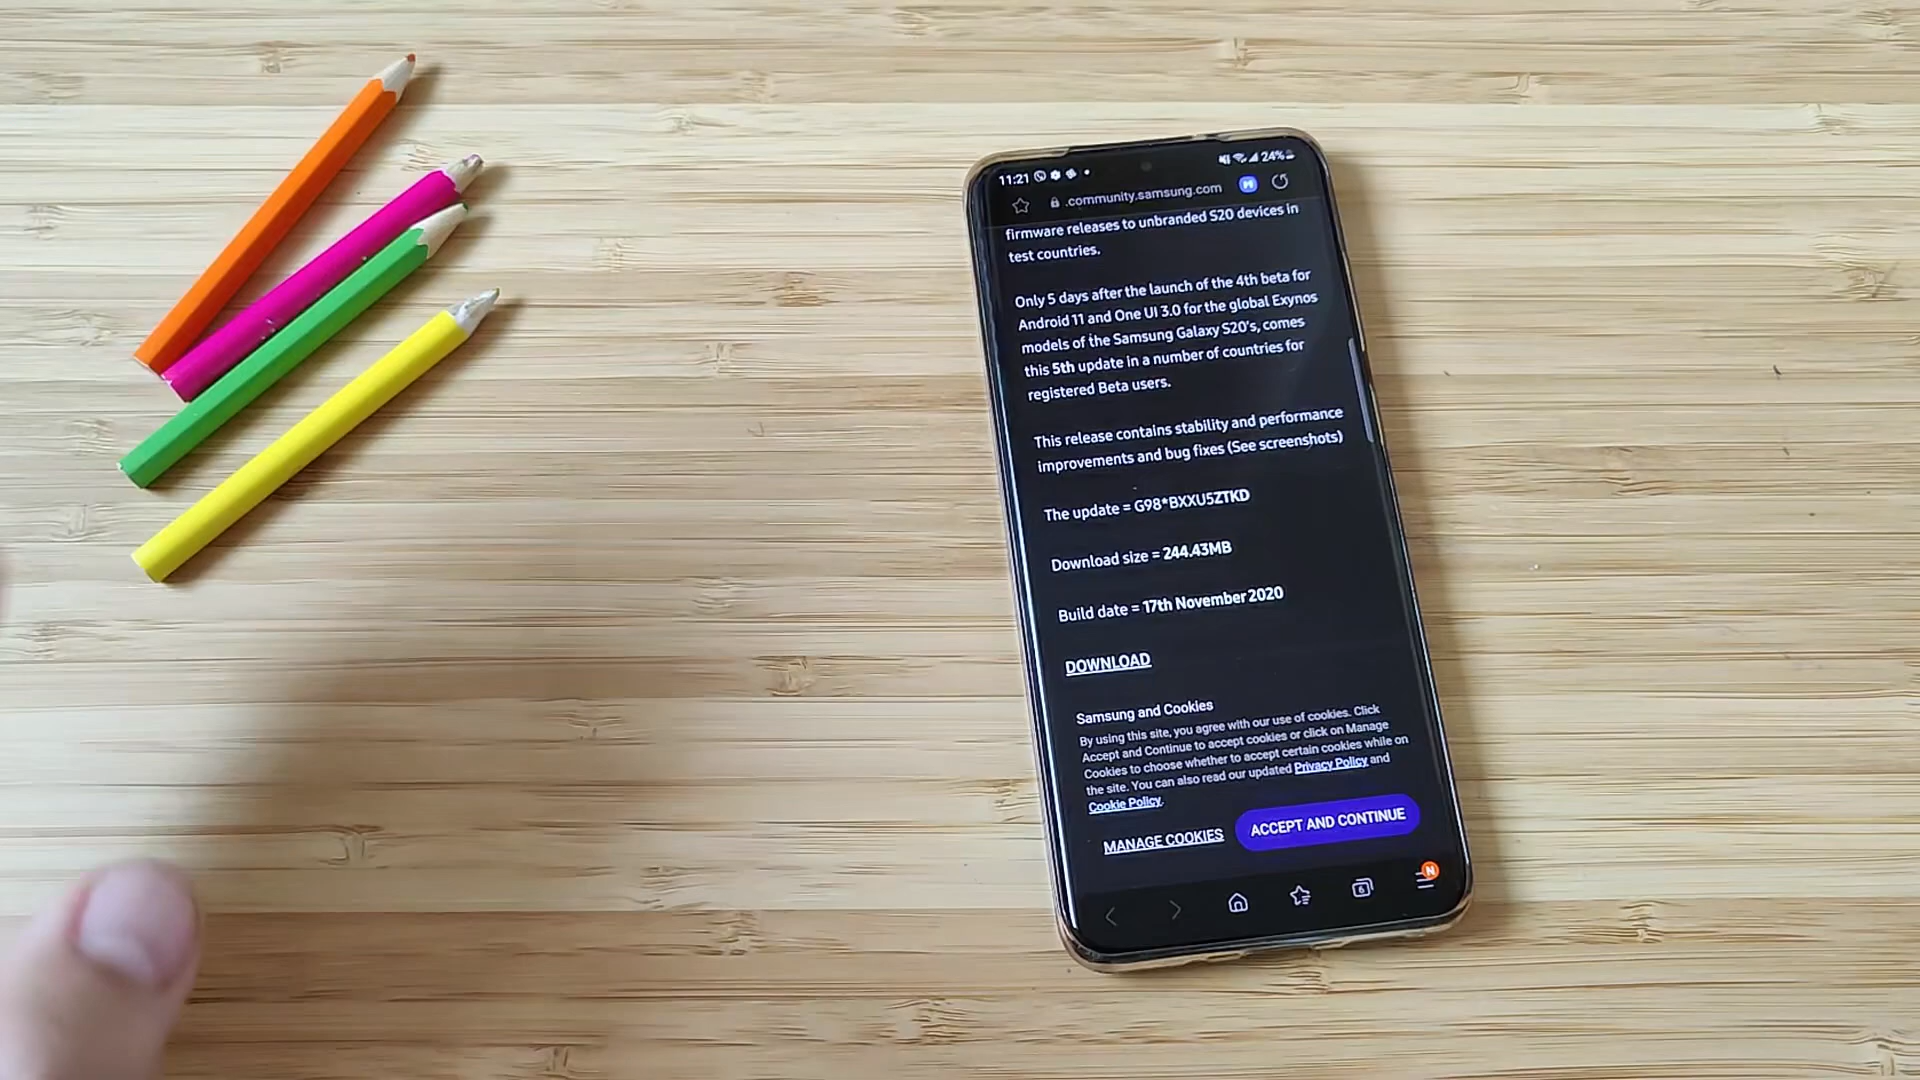 11:21
24%
.community.samsung.com
firmware releases to unbranded S20 devices in
test countries.
Only 5 days after the launch of the 4th beta for
Android 11 and One UI 3.0 for the global Exynos
models of the Samsung Galaxy S20's, comes
this 5th update in a number of countries for
registered Beta users.
This release contains stability and performance
improvements and bug fixes (See screenshots)
The update = G98*BXXU5ZTKD
Download size = 244.43MB
Build date = 17th November 2020
DOWNLOAD
Samsung and Cookies
By using this site, you agree with our use of cookies. Click
Accept and Continue to accept cookies or click on Manage
Cookies to choose whether to accept certain cookies while on
the site. You can also read our updated Privacy Policy and
Cookie Policy.
MANAGE COOKIES
ACCEPT AND CONTINUE
6
N